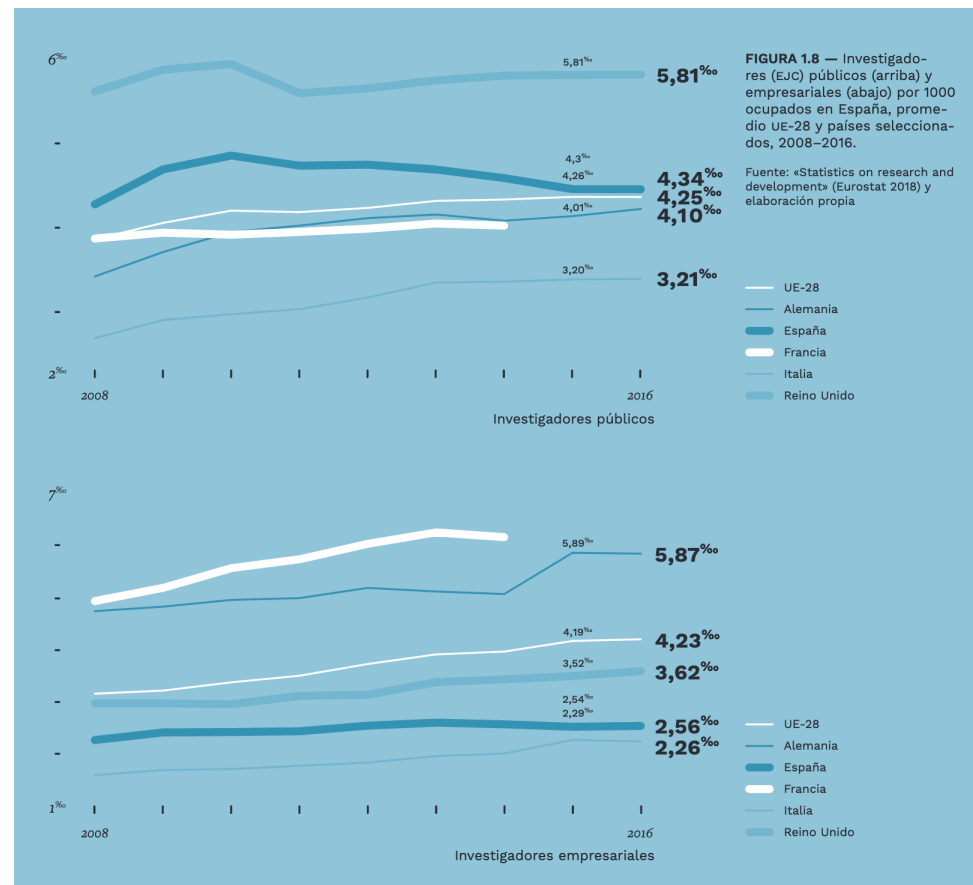 FIGURA 1.8 — Investigado-
res (EJC) públicos (arriba) y
empresariales (abajo) por 1000
ocupados en España, prome-
dio UE-28 y países selecciona-
dos, 2008–2016.
Fuente: «Statistics on research and
development» (Eurostat 2018) y
elaboración propia
6‰
5,81‰
5,81‰
4,3‰
4,26‰
4,34‰
4,25‰
4,01‰
4,10‰
3,20‰
3,21‰
2‰
2008
2016
Investigadores públicos
UE-28
Alemania
España
Francia
Italia
Reino Unido
7‰
5,89‰
5,87‰
4,19‰
4,23‰
3,52‰
3,62‰
2,54‰
2,29‰
2,56‰
2,26‰
1‰
2008
2016
Investigadores empresariales
UE-28
Alemania
España
Francia
Italia
Reino Unido